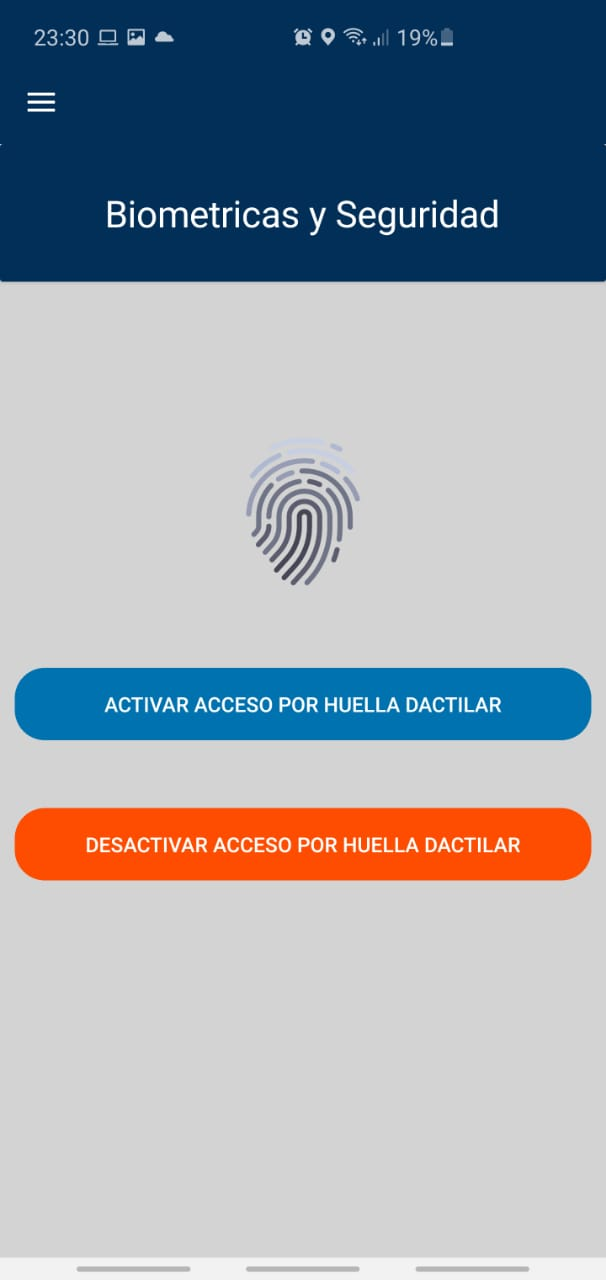 23:30 19%
Biometricas y Seguridad
ACTIVAR ACCESO POR HUELLA DACTILAR
DESACTIVAR ACCESO POR HUELLA DACTILAR